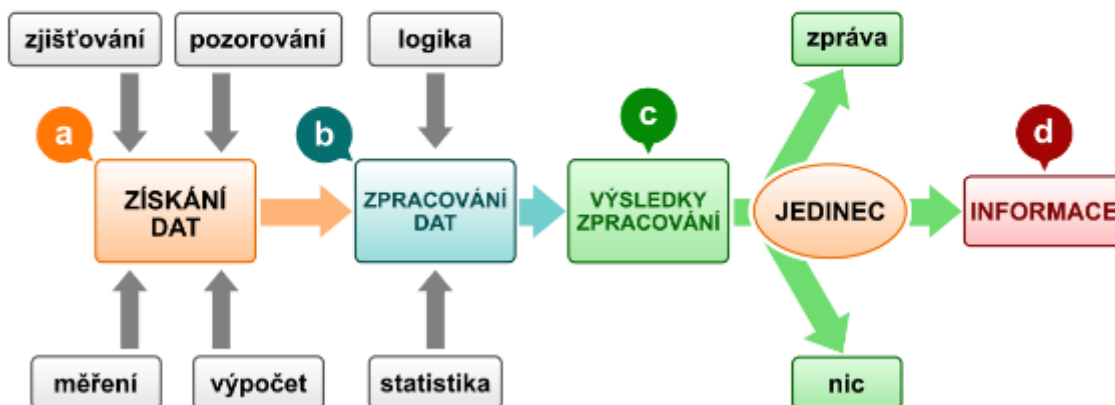 zjišťování
pozorování
logika
zpráva
a
b
c
d
ZÍSKÁNÍ
DAT
ZPRACOVÁNÍ
DAT
VÝSLEDKY
ZPRACOVÁNÍ
JEDINEC
INFORMACE
měření
výpočet
statistika
nic